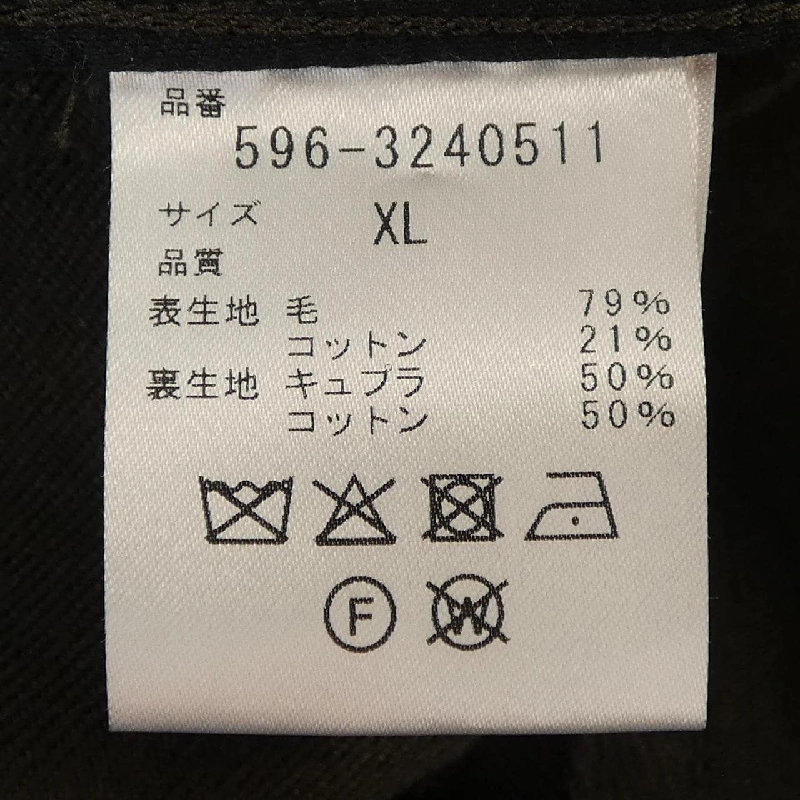 品番
596-3240511
サイズ XL
品質
表生地 毛 79%
コットン 21%
裏生地 キュプラ 50%
コットン 50%
F W